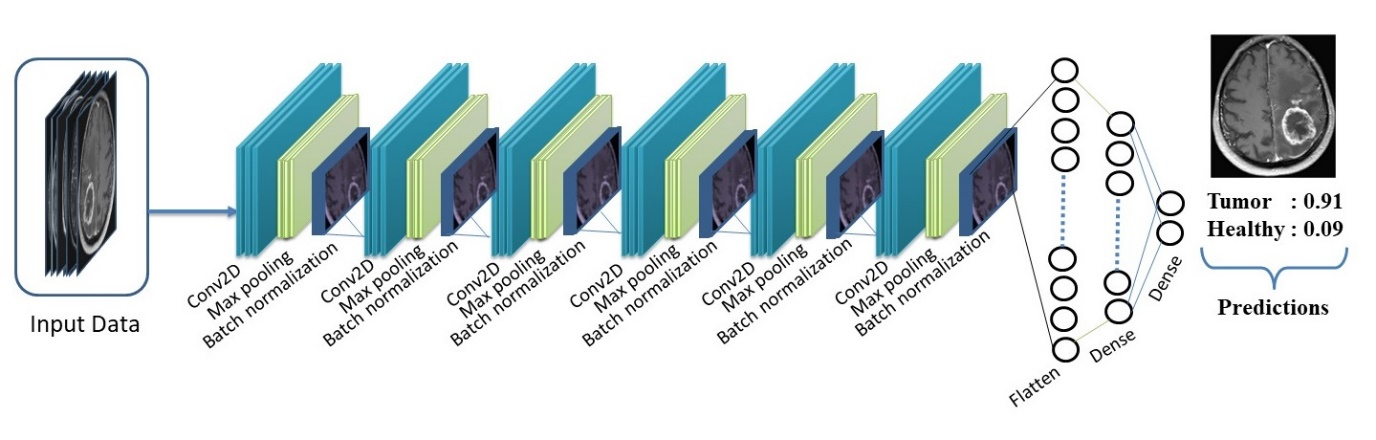 Input Data
Conv2D
Max pooling
Batch normalization
Conv2D
Max pooling
Batch normalization
Conv2D
Max pooling
Batch normalization
Conv2D
Max pooling
Batch normalization
Conv2D
Max pooling
Batch normalization
Conv2D
Max pooling
Batch normalization
Flatten
Dense
Dense
Tumor : 0.91
Healthy : 0.09
Predictions